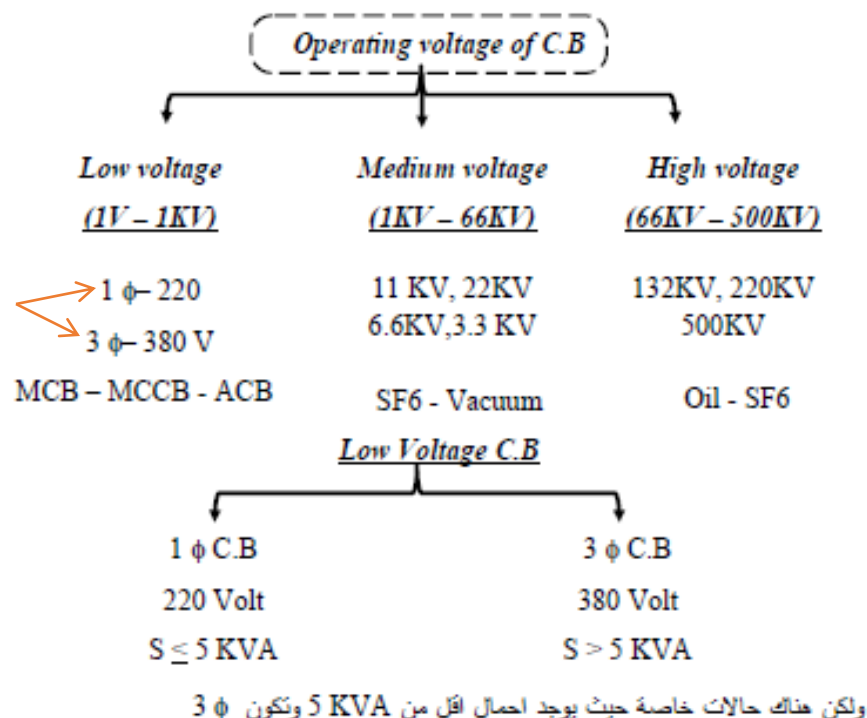 Operating voltage of C.B
Low voltage Medium voltage High voltage
(1V – 1KV) (1KV – 66KV) (66KV – 500KV)
1 ϕ– 220 11 KV, 22KV 132KV, 220KV
3 ϕ– 380 V 6.6KV,3.3 KV 500KV
MCB – MCCB - ACB SF6 - Vacuum Oil - SF6
Low Voltage C.B
1 ϕ C.B 3 ϕ C.B
220 Volt 380 Volt
S ≤ 5 KVA S > 5 KVA
ولكن هناك حالات خاصة حيث يوجد احمال اقل من 5 KVA وتكون 3 ϕ